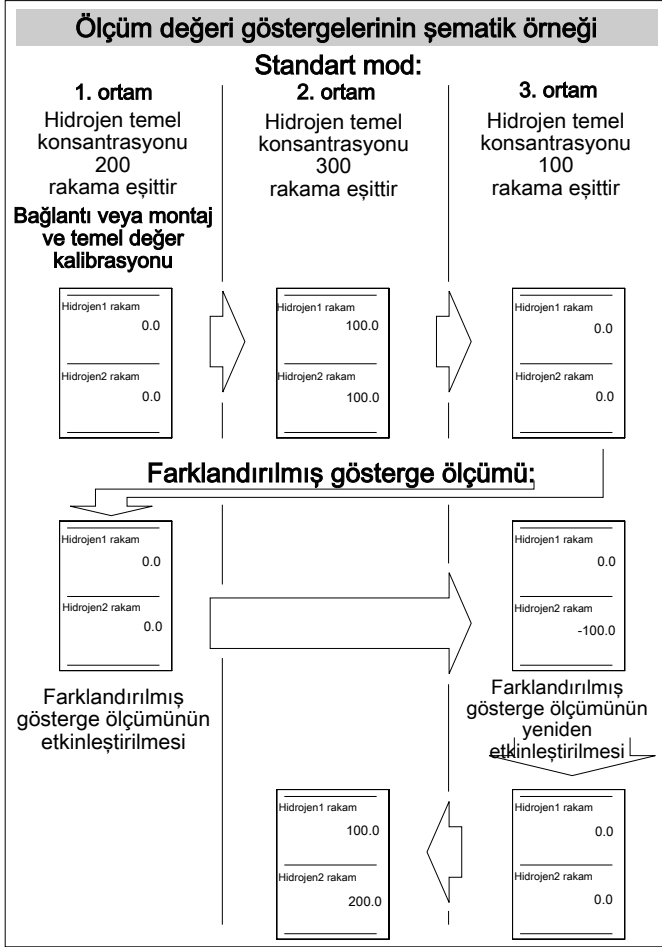 Ölçüm değeri göstergelerinin şematik örneği
Standart mod:
1. ortam
Hidrojen temel
konsantrasyonu
200
rakama eşittir
Bağlantı veya montaj
ve temel değer
kalibrasyonu
2. ortam
Hidrojen temel
konsantrasyonu
300
rakama eşittir
3. ortam
Hidrojen temel
konsantrasyonu
100
rakama eşittir
Hidrojen1 rakam
0.0
Hidrojen2 rakam
0.0
Hidrojen1 rakam
100.0
Hidrojen2 rakam
100.0
Hidrojen1 rakam
0.0
Hidrojen2 rakam
0.0
Farklandırılmış gösterge ölçümü:
Hidrojen1 rakam
0.0
Hidrojen2 rakam
0.0
Farklandırılmış
gösterge ölçümünün
etkinleştirilmesi
Hidrojen1 rakam
0.0
Hidrojen2 rakam
-100.0
Farklandırılmış
gösterge ölçümünün
yeniden
etkinleştirilmesi
Hidrojen1 rakam
100.0
Hidrojen2 rakam
200.0
Hidrojen1 rakam
0.0
Hidrojen2 rakam
0.0